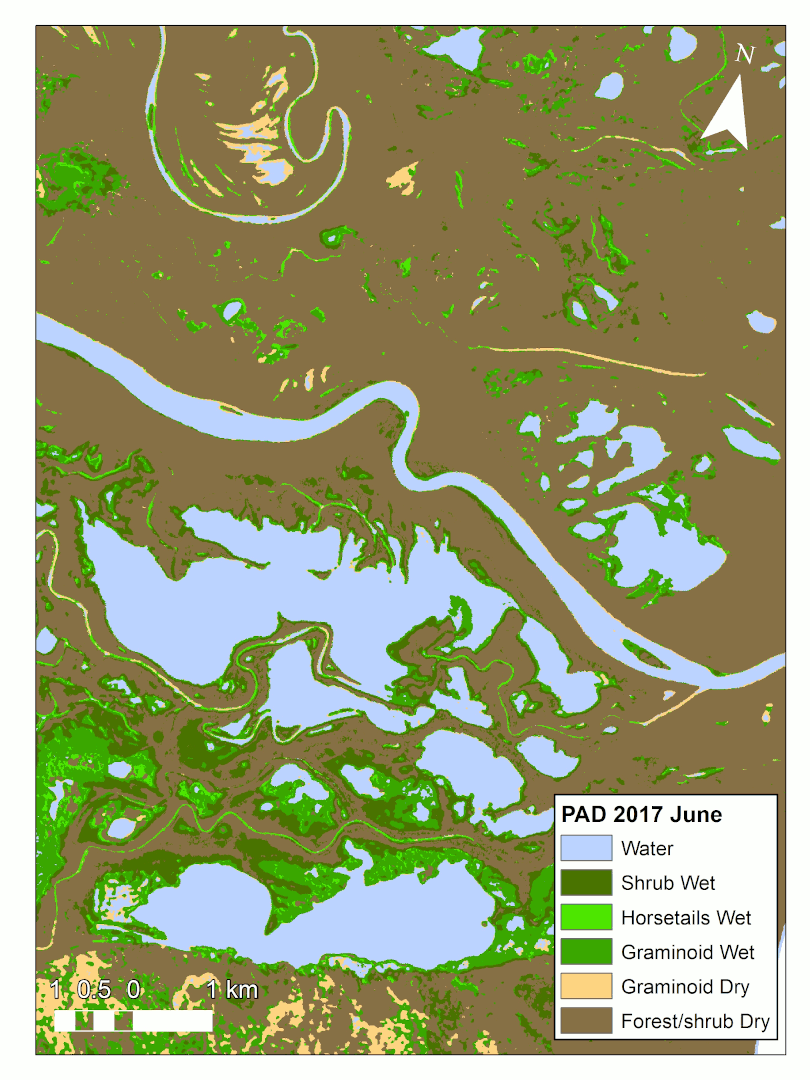 N
PAD 2017 June
Water
Shrub Wet
Horsetails Wet
Graminoid Wet
Graminoid Dry
Forest/shrub Dry
1 0.5 0 1 km